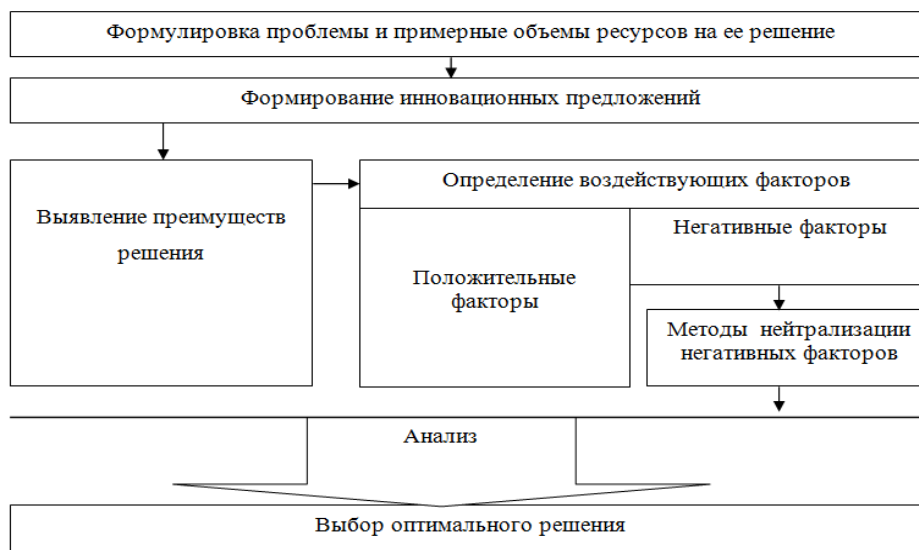 Формулировка проблемы и примерные объемы ресурсов на ее решение
Формирование инновационных предложений
Выявление преимуществ
решения
Определение воздействующих факторов
Положительные
факторы
Негативные факторы
Методы нейтрализации
негативных факторов
Анализ
Выбор оптимального решения